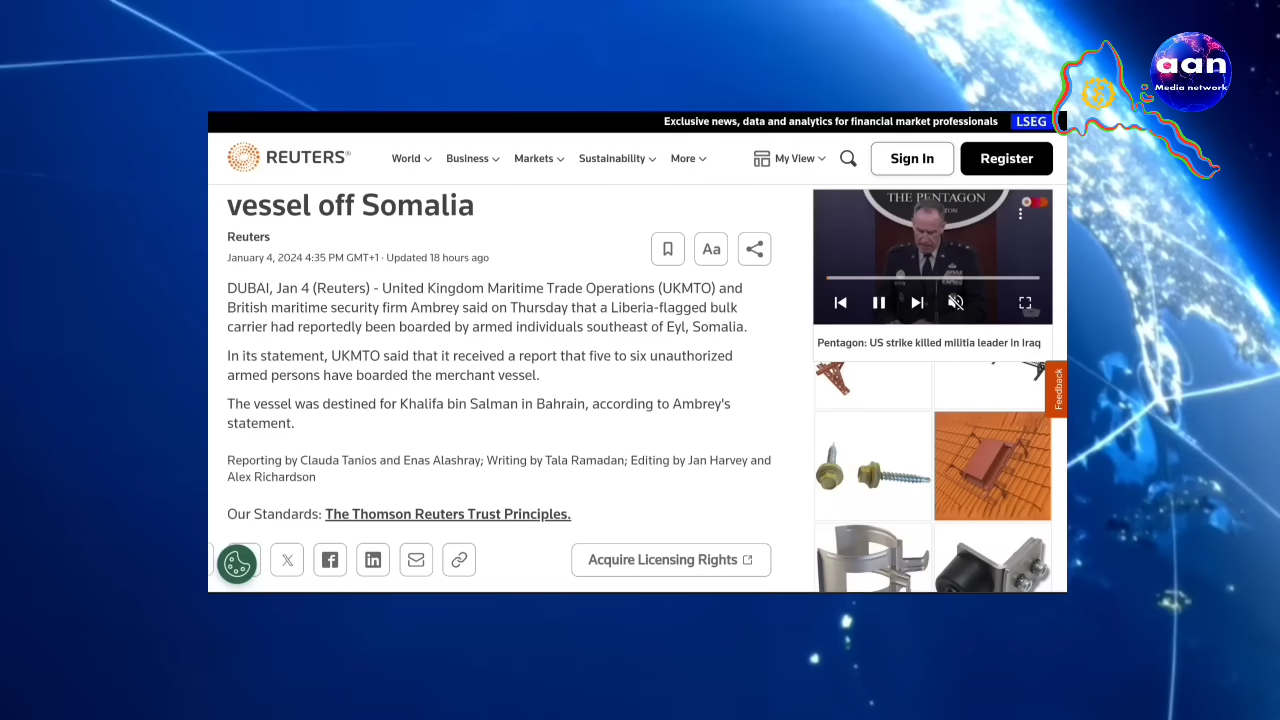 aan
Media network
Exclusive news, data and analytics for financial market professionals LSEG
REUTERS®
World Business Markets Sustainability More My View Sign In Register
vessel off Somalia
Reuters
January 4, 2024 4:35 PM GMT+1 · Updated 18 hours ago
Aa
DUBAI, Jan 4 (Reuters) - United Kingdom Maritime Trade Operations (UKMTO) and
British maritime security firm Ambrey said on Thursday that a Liberia-flagged bulk
carrier had reportedly been boarded by armed individuals southeast of Eyl, Somalia.
In its statement, UKMTO said that it received a report that five to six unauthorized
armed persons have boarded the merchant vessel.
The vessel was destined for Khalifa bin Salman in Bahrain, according to Ambrey's
statement.
Reporting by Clauda Tanios and Enas Alashray; Writing by Tala Ramadan; Editing by Jan Harvey and
Alex Richardson
Our Standards: The Thomson Reuters Trust Principles.
Acquire Licensing Rights
THE PENTAGON
Pentagon: US strike killed militia leader in Iraq
Feedback